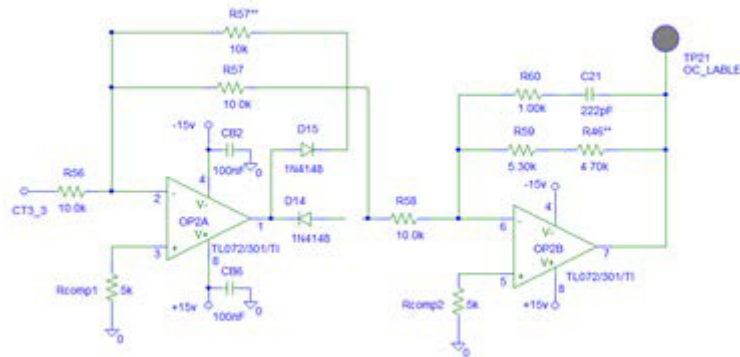 R57**
10k
R57
10.0k
-15v
CB2
0
100nF
D15
1N4148
D14
1N4148
R56
CT3_3
10.0k
4
2
-
V-
OP2A
1
V+
3
+
8
TL072/301/TI
Rcomp1
5k
0
CB6
0
+15v
100nF
TP21
OC_LABLE
R60
C21
1.00k
222pF
R59
R46**
5.30k
4.70k
-15v
R58
10.0k
4
6
-
V-
OP2B
7
V+
5
+
8
TL072/301/TI
Rcomp2
5k
+15v
0